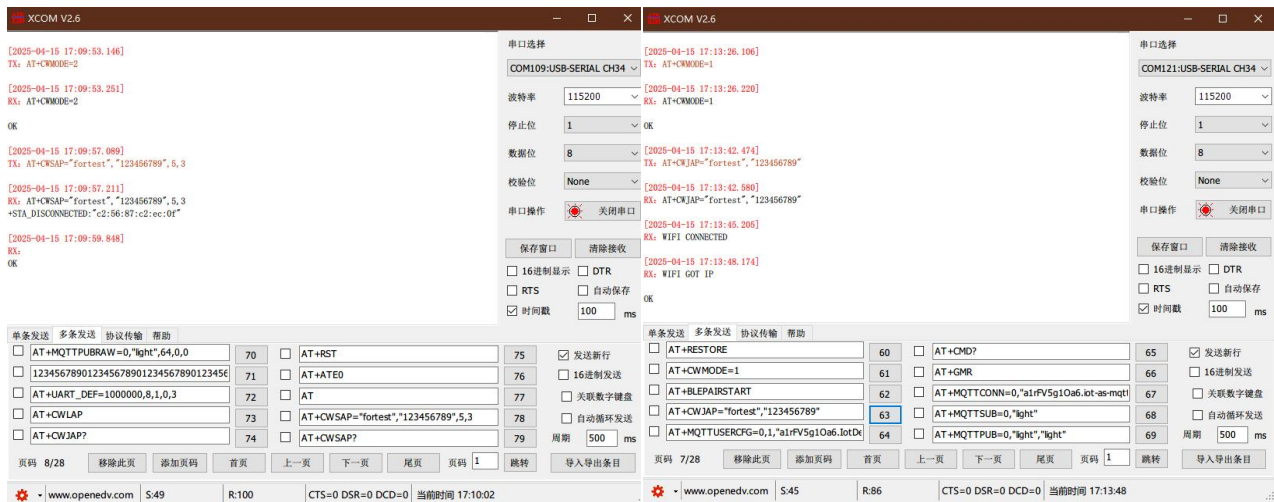 XCOM V2.6
[2025-04-15 17:09:53.146]
TX: AT+CWMODE=2
[2025-04-15 17:09:53.251]
RX: AT+CWMODE=2
OK
[2025-04-15 17:09:57.089]
TX: AT+CWSAP="fortest","123456789",5,3
[2025-04-15 17:09:57.211]
RX: AT+CWSAP="fortest","123456789",5,3
+STA_DISCONNECTED:"c2:56:87:c2:ec:0f"
[2025-04-15 17:09:59.848]
RX:
OK
串口选择
COM109:USB-SERIAL CH34
波特率 115200
停止位 1
数据位 8
校验位 None
串口操作 关闭串口
保存窗口 清除接收
16进制显示 DTR
RTS 自动保存
时间戳 100 ms
单条发送 多条发送 协议传输 帮助
AT+MQTTPUBRAW=0,"light",64,0,0 70 AT+RST 75 发送新行
123456789012345678901234567890123456 71 AT+ATE0 76 16进制发送
AT+UART_DEF=1000000,8,1,0,3 72 AT 77 关联数字键盘
AT+CWLAP 73 AT+CWSAP="fortest","123456789",5,3 78 自动循环发送
AT+CWJAP? 74 AT+CWSAP? 79 周期 500 ms
页码 8/28 移除此页 添加页码 首页 上一页 下一页 尾页 页码 1 跳转 导入导出条目
www.openedv.com S:49 R:100 CTS=0 DSR=0 DCD=0 当前时间 17:10:02
XCOM V2.6
[2025-04-15 17:13:26.106]
TX: AT+CWMODE=1
[2025-04-15 17:13:26.220]
RX: AT+CWMODE=1
OK
[2025-04-15 17:13:42.474]
TX: AT+CWJAP="fortest","123456789"
[2025-04-15 17:13:42.580]
RX: AT+CWJAP="fortest","123456789"
[2025-04-15 17:13:45.205]
RX: WIFI CONNECTED
[2025-04-15 17:13:48.174]
RX: WIFI GOT IP
OK
串口选择
COM121:USB-SERIAL CH34
波特率 115200
停止位 1
数据位 8
校验位 None
串口操作 关闭串口
保存窗口 清除接收
16进制显示 DTR
RTS 自动保存
时间戳 100 ms
单条发送 多条发送 协议传输 帮助
AT+RESTORE 60 AT+CMD? 65 发送新行
AT+CWMODE=1 61 AT+GMR 66 16进制发送
AT+BLEPAIRSTART 62 AT+MQTTCONN=0,"a1rFV5g1Oa6.iot-as-mqtt 67 关联数字键盘
AT+CWJAP="fortest","123456789" 63 AT+MQTTSUB=0,"light" 68 自动循环发送
AT+MQTTUSERCFG=0,1,"a1rFV5g1Oa6.IotDe 64 AT+MQTTPUB=0,"light","light" 69 周期 500 ms
页码 7/28 移除此页 添加页码 首页 上一页 下一页 尾页 页码 1 跳转 导入导出条目
www.openedv.com S:45 R:86 CTS=0 DSR=0 DCD=0 当前时间 17:13:48